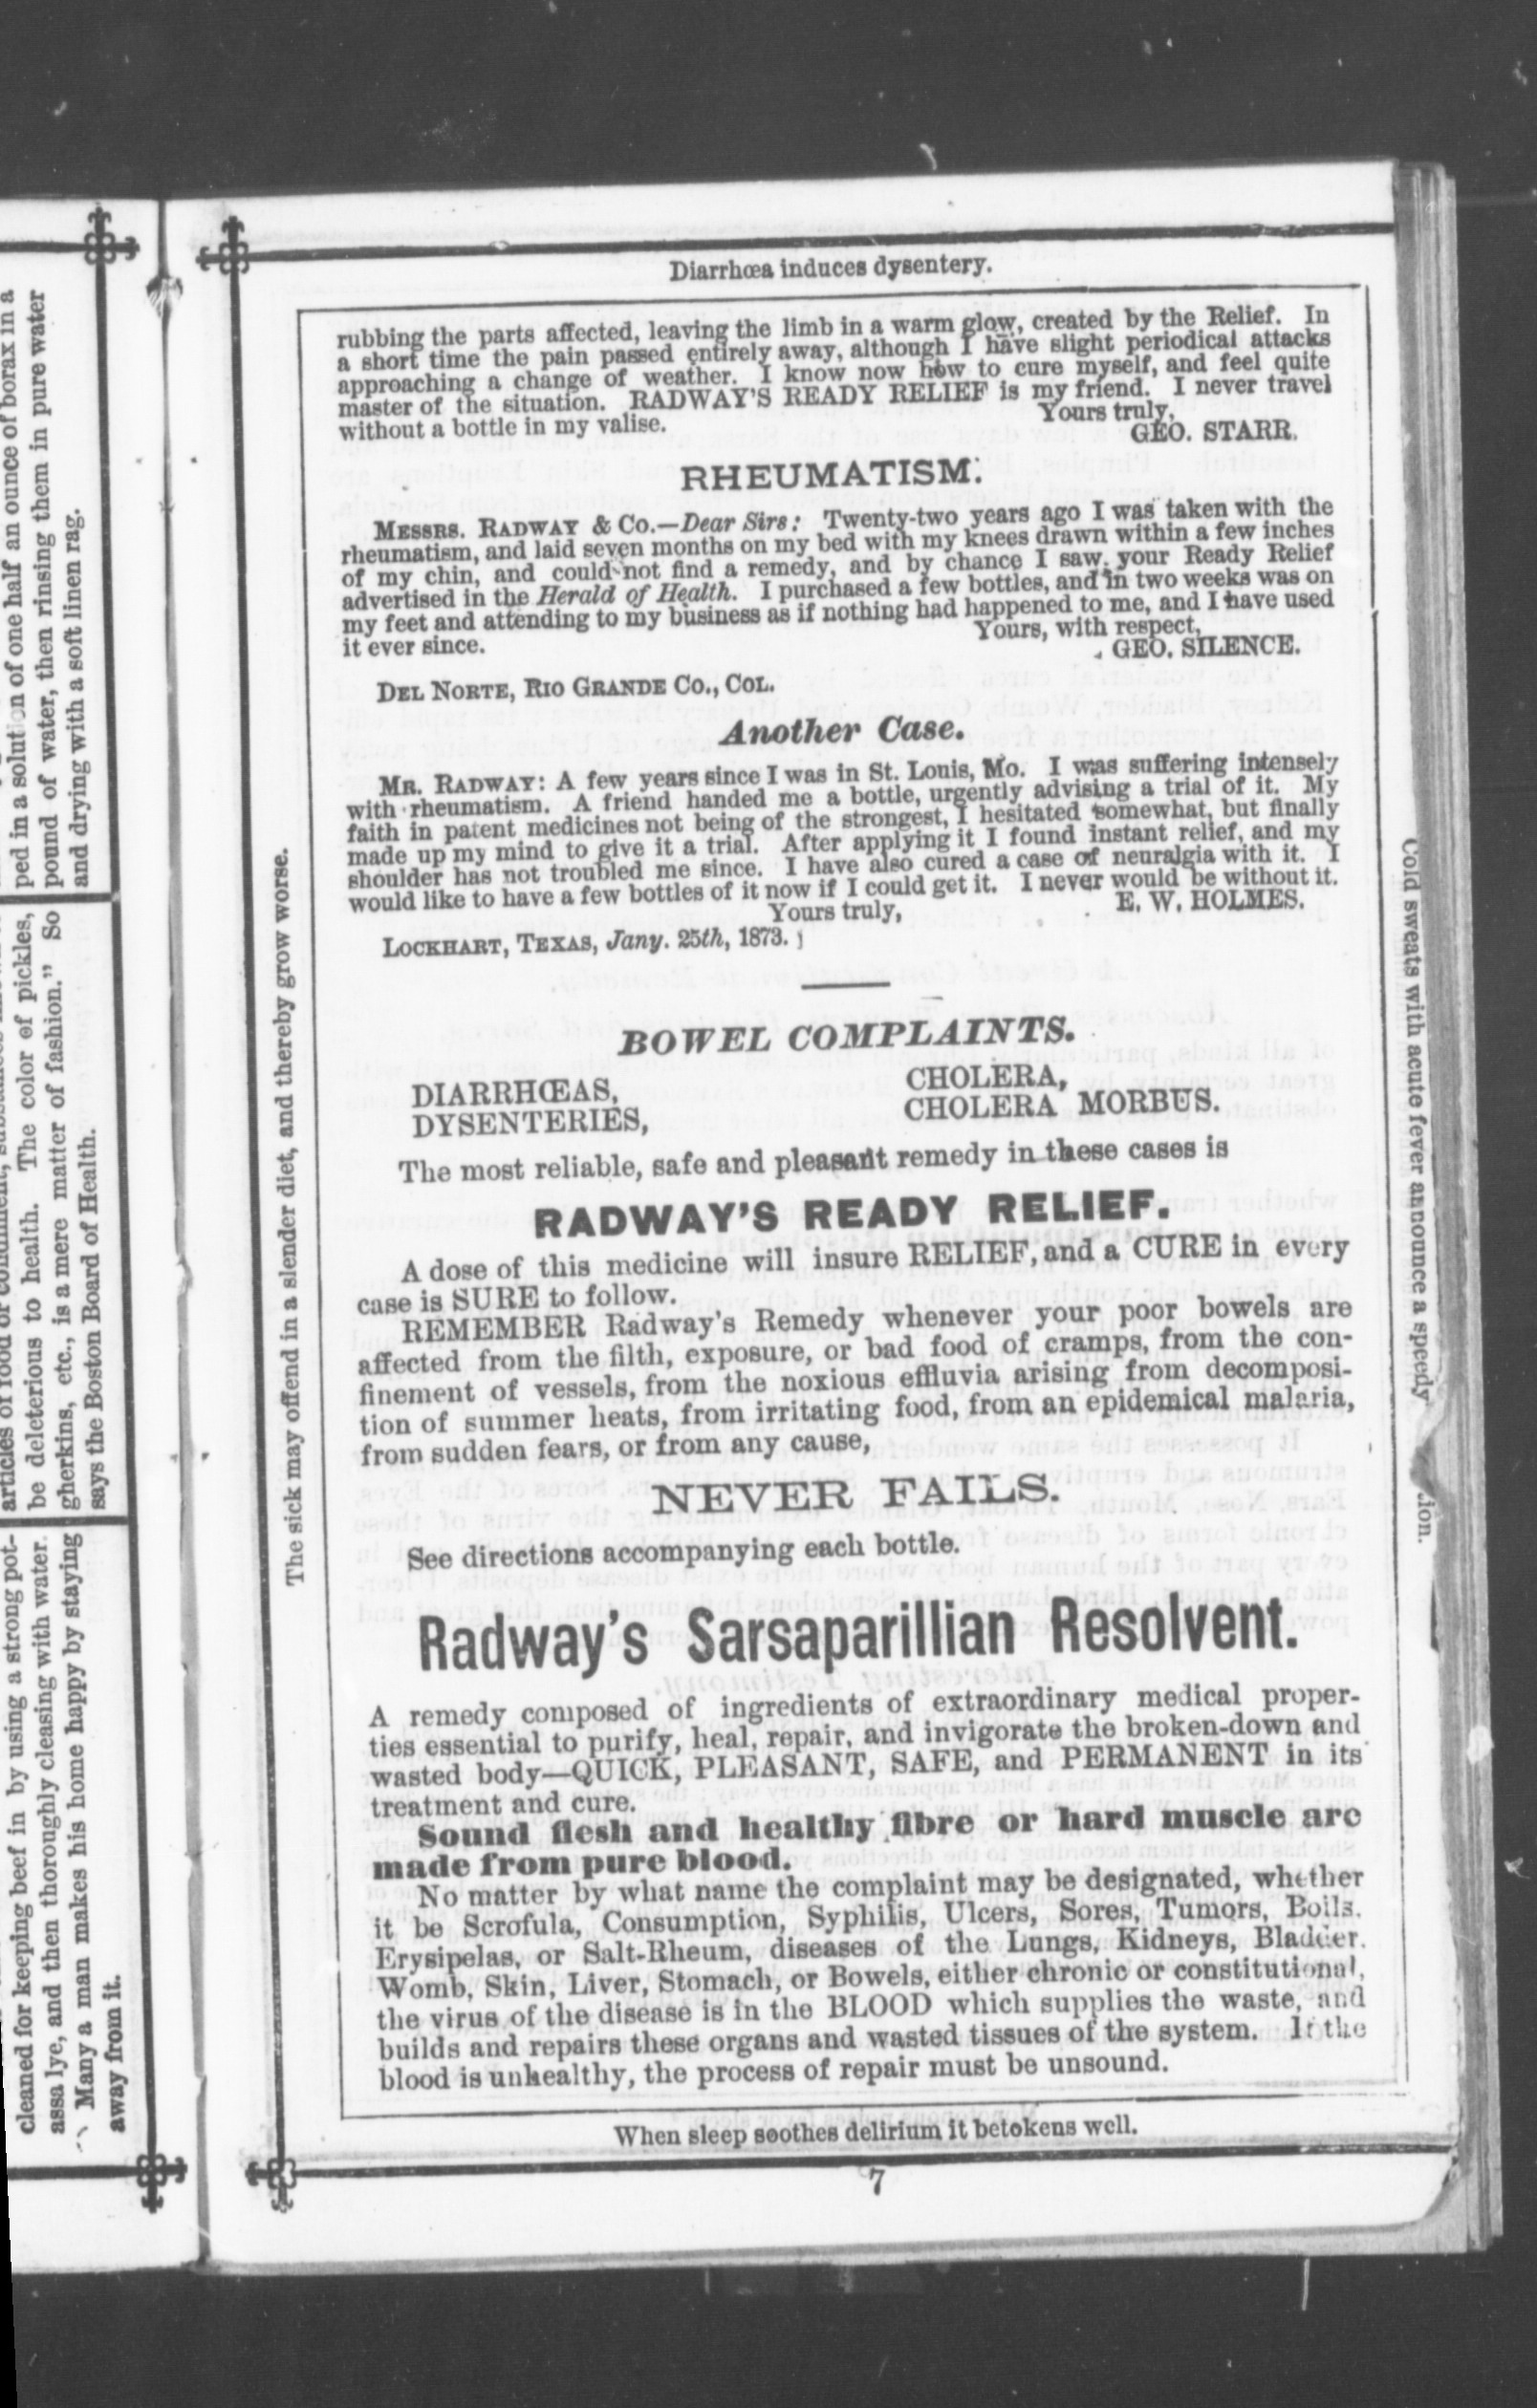 Diarrhœa induces dysentery.
rubbing the parts affected, leaving the limb in a warm glow, created by the Relief. In
a short time the pain passed entirely away, although I have slight periodical attacks
approaching a change of weather. I know now how to cure myself, and feel quite
master of the situation. RADWAY'S READY RELIEF is my friend. I never travel
without a bottle in my valise. Yours truly,
GEO. STARR.
RHEUMATISM.
MESSRS. RADWAY & CO.—Dear Sirs: Twenty-two years ago I was taken with the
rheumatism, and laid seven months on my bed with my knees drawn within a few inches
of my chin, and could not find a remedy, and by chance I saw your Ready Relief
advertised in the Herald of Health. I purchased a few bottles, and in two weeks was on
my feet and attending to my business as if nothing had happened to me, and I have used
it ever since. Yours, with respect,
GEO. SILENCE.
DEL NORTE, RIO GRANDE CO., COL.
Another Case.
MR. RADWAY: A few years since I was in St. Louis, Mo. I was suffering intensely
with rheumatism. A friend handed me a bottle, urgently advising a trial of it. My
faith in patent medicines not being of the strongest, I hesitated somewhat, but finally
made up my mind to give it a trial. After applying it I found instant relief, and my
shoulder has not troubled me since. I have also cured a case of neuralgia with it. I
would like to have a few bottles of it now if I could get it. I never would be without it.
Yours truly, E. W. HOLMES.
LOCKHART, TEXAS, Jany. 25th, 1873.
BOWEL COMPLAINTS.
DIARRHŒAS, CHOLERA,
DYSENTERIES, CHOLERA MORBUS.
The most reliable, safe and pleasant remedy in these cases is
RADWAY'S READY RELIEF.
A dose of this medicine will insure RELIEF, and a CURE in every
case is SURE to follow.
REMEMBER Radway's Remedy whenever your poor bowels are
affected from the filth, exposure, or bad food of cramps, from the con-
finement of vessels, from the noxious effluvia arising from decomposi-
tion of summer heats, from irritating food, from an epidemical malaria,
from sudden fears, or from any cause,
NEVER FAILS.
See directions accompanying each bottle.
Radway's Sarsaparillian Resolvent.
A remedy composed of ingredients of extraordinary medical proper-
ties essential to purify, heal, repair, and invigorate the broken-down and
wasted body—QUICK, PLEASANT, SAFE, and PERMANENT in its
treatment and cure.
Sound flesh and healthy fibre or hard muscle are
made from pure blood.
No matter by what name the complaint may be designated, whether
it be Scrofula, Consumption, Syphilis, Ulcers, Sores, Tumors, Boils.
Erysipelas, or Salt-Rheum, diseases of the Lungs, Kidneys, Bladder.
Womb, Skin, Liver, Stomach, or Bowels, either chronic or constitutional,
the virus of the disease is in the BLOOD which supplies the waste, and
builds and repairs these organs and wasted tissues of the system. If the
blood is unhealthy, the process of repair must be unsound.
When sleep soothes delirium it betokens well.
7
The sick may offend in a slender diet, and thereby grow worse.
Cold sweats with acute fever announce a speedy
ped in a solution of one half an ounce of borax in a
pound of water, then rinsing them in pure water
and drying with a soft linen rag.
articles of food or condiment,
be deleterious to health. The color of pickles,
gherkins, etc., is a mere matter of fashion." So
says the Boston Board of Health.
cleaned for keeping beef in by using a strong pot-
assa lye, and then thoroughly cleasing with water.
Many a man makes his home happy by staying
away from it.